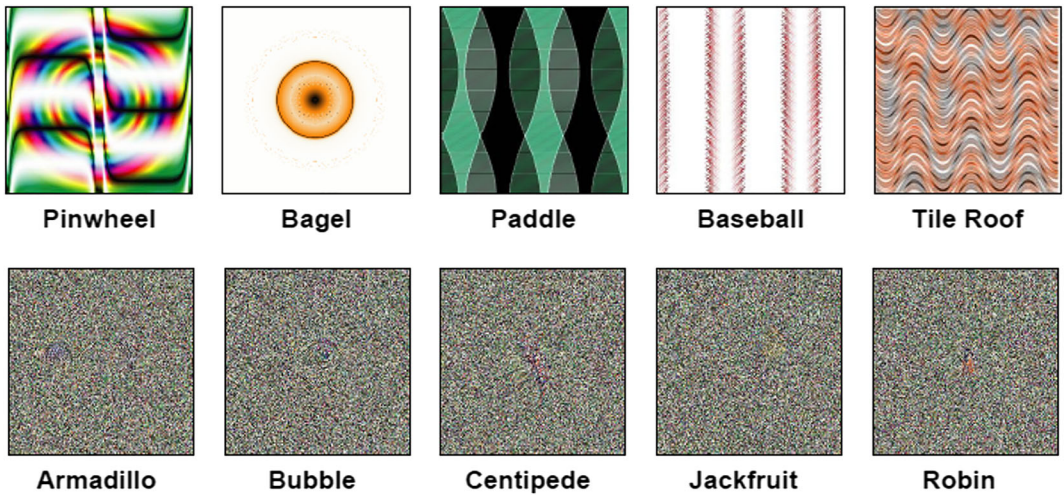 Pinwheel
Bagel
Paddle
Baseball
Tile Roof
Armadillo
Bubble
Centipede
Jackfruit
Robin